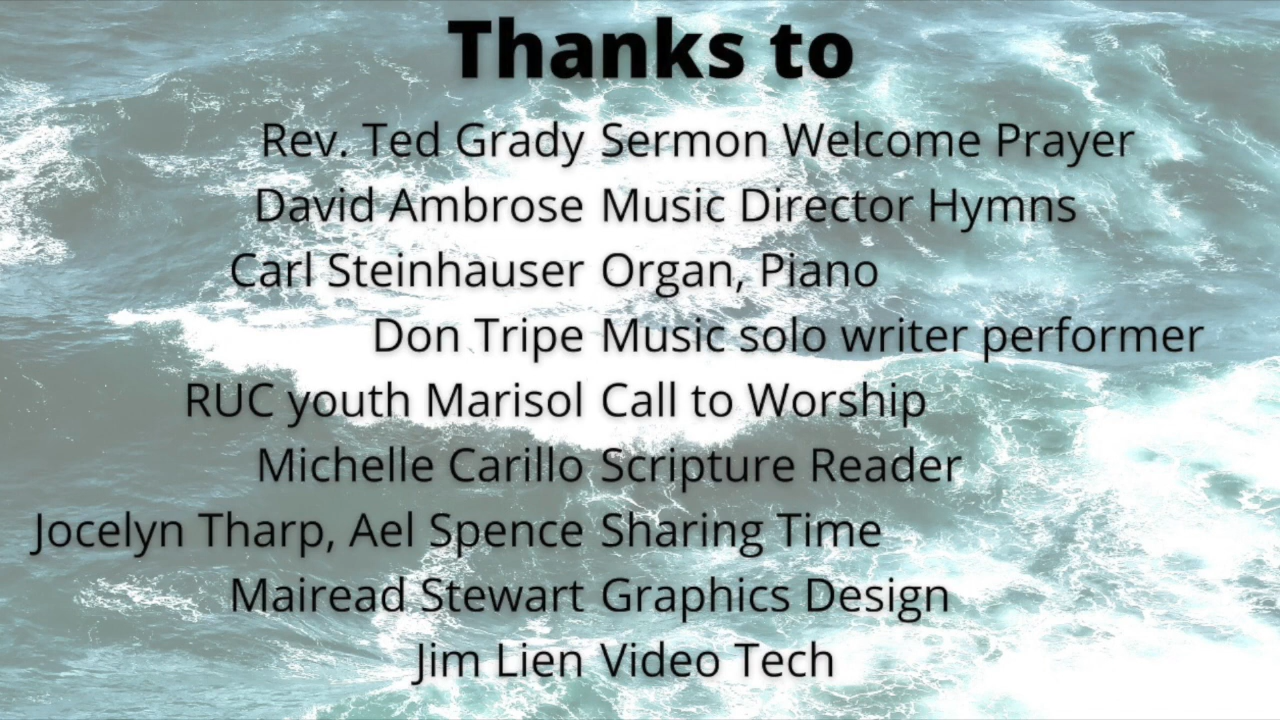 Thanks to
Rev. Ted Grady Sermon Welcome Prayer
David Ambrose Music Director Hymns
Carl Steinhauser Organ, Piano
Don Tripe Music solo writer performer
RUC youth Marisol Call to Worship
Michelle Carillo Scripture Reader
Jocelyn Tharp, Ael Spence Sharing Time
Mairead Stewart Graphics Design
Jim Lien Video Tech